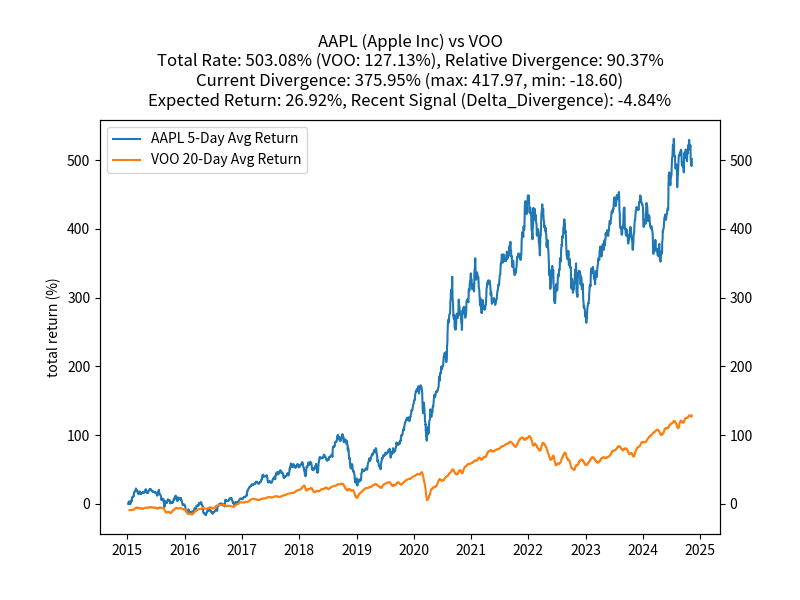 AAPL (Apple Inc) vs VOO
Total Rate: 503.08% (VOO: 127.13%), Relative Divergence: 90.37%
Current Divergence: 375.95% (max: 417.97, min: -18.60)
Expected Return: 26.92%, Recent Signal (Delta_Divergence): -4.84%
AAPL 5-Day Avg Return
VOO 20-Day Avg Return
total return (%)
500 500
400 400
300 300
200 200
100 100
0 0
2015 2016 2017 2018 2019 2020 2021 2022 2023 2024 2025